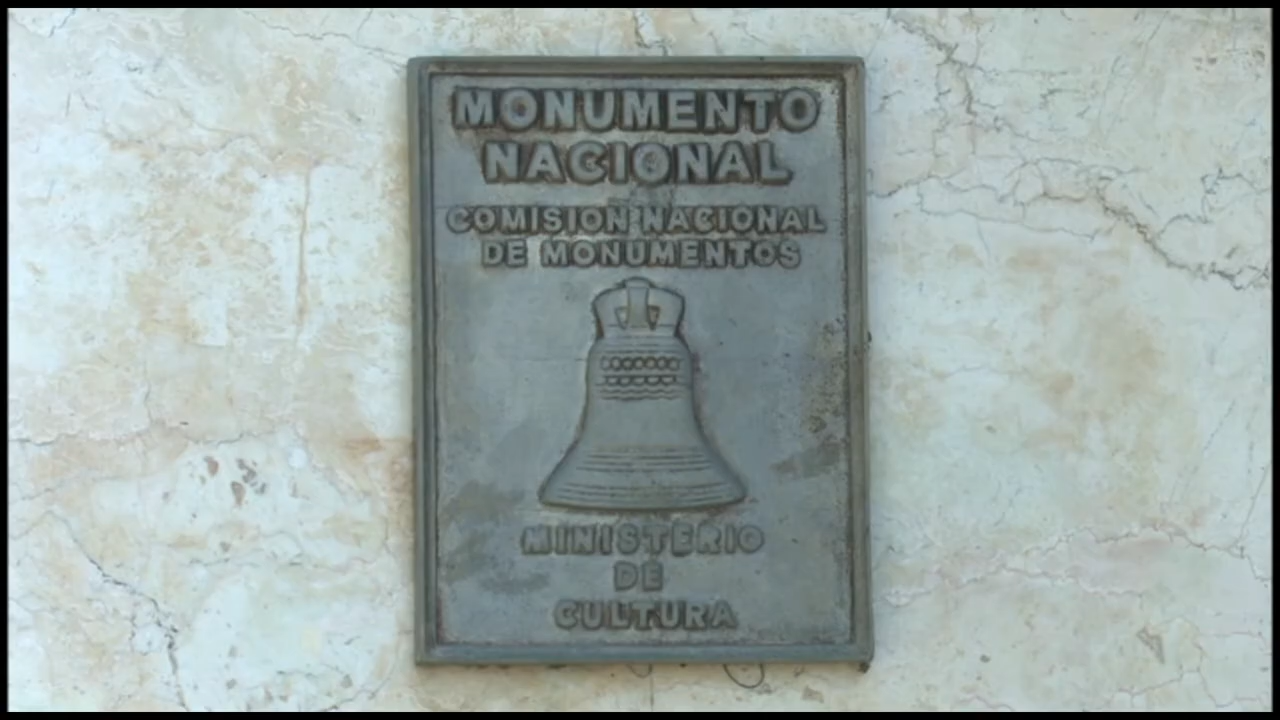 MONUMENTO
NACIONAL
COMISION NACIONAL
DE MONUMENTOS
MINISTERIO
DE
CULTURA